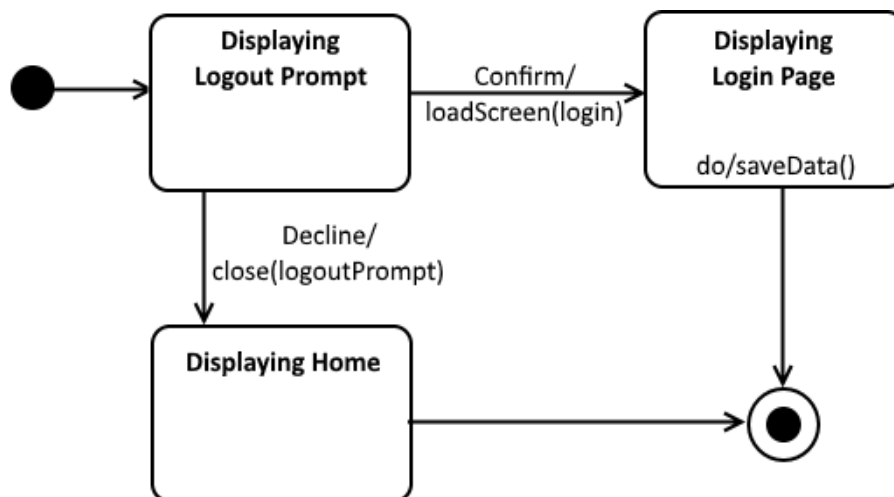 Displaying
Logout Prompt
Confirm/
loadScreen(login)
Displaying
Login Page
do/saveData()
Decline/
close(logoutPrompt)
Displaying Home